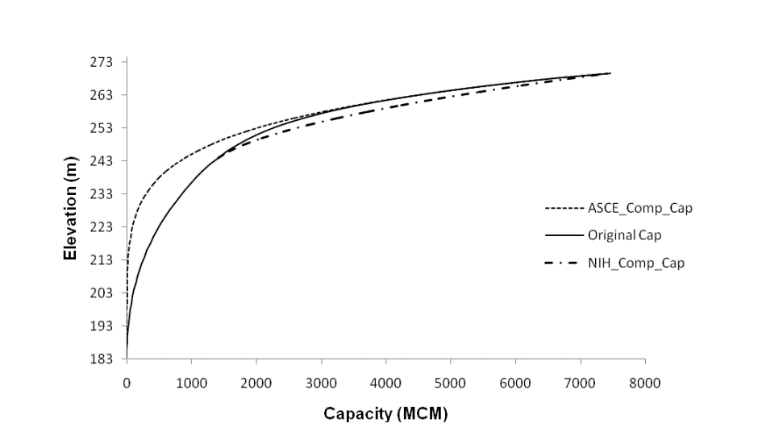 273
263
253
243
233
223
213
203
193
183
Elevation (m)
0 1000 2000 3000 4000 5000 6000 7000 8000
Capacity (MCM)
ASCE_Comp_Cap
Original Cap
NIH_Comp_Cap